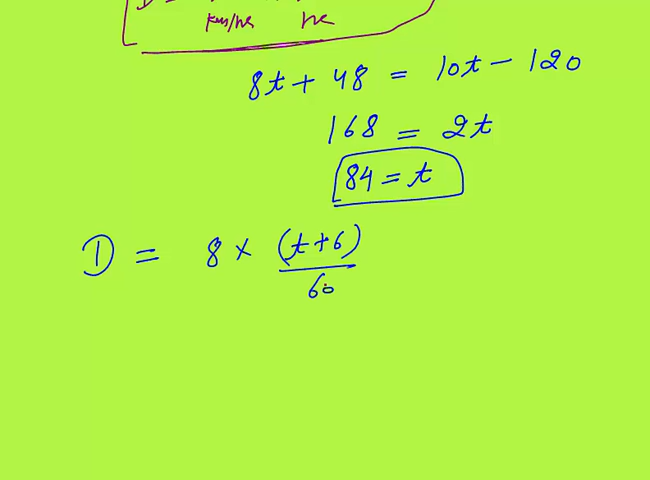 km/hr hr
8t + 48 = 10t - 120
168 = 2t
84 = t
D = 8 × (t+6)/60